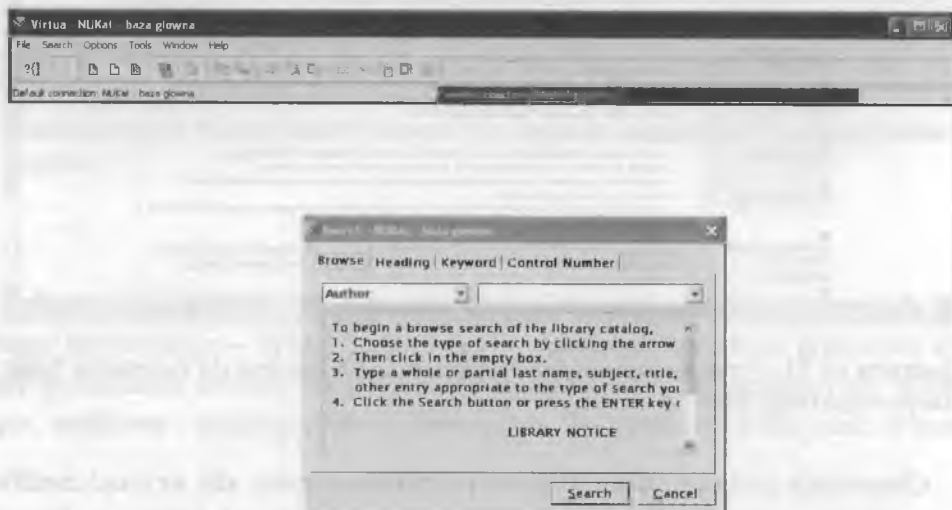 Virtua - NUKat - baza glowna
File Search Options Tools Window Help
Default connection: NUKat - baza glowna
Search - NUKat - baza glowna
Browse Heading Keyword Control Number
Author
To begin a browse search of the library catalog,
1. Choose the type of search by clicking the arrow
2. Then click in the empty box.
3. Type a whole or partial last name, subject, title,
other entry appropriate to the type of search you
4. Click the Search button or press the ENTER key
LIBRARY NOTICE
Search Cancel